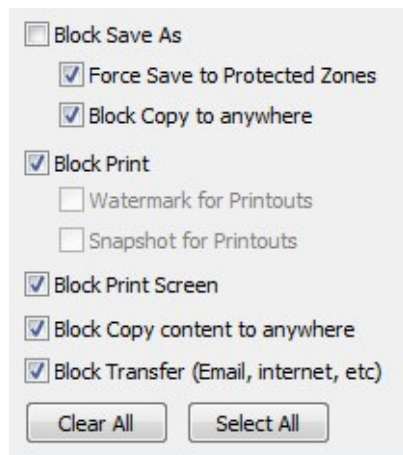 Block Save As
Force Save to Protected Zones
Block Copy to anywhere
Block Print
Watermark for Printouts
Snapshot for Printouts
Block Print Screen
Block Copy content to anywhere
Block Transfer (Email, internet, etc)
Clear All Select All